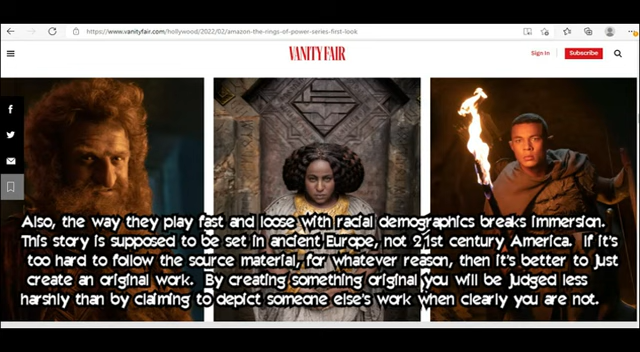 https://www.vanityfair.com/hollywood/2022/02/amazon-the-rings-of-power-series-first-look
VANITY FAIR
Sign In
Subscribe
Also, the way they play fast and loose with racial demographics breaks immersion.
This story is supposed to be set in ancient Europe, not 21st century America. If it's
too hard to follow the source material, for whatever reason, then it's better to just
create an original work. By creating something original you will be judged less
harshly than by claiming to depict someone else's work when clearly you are not.